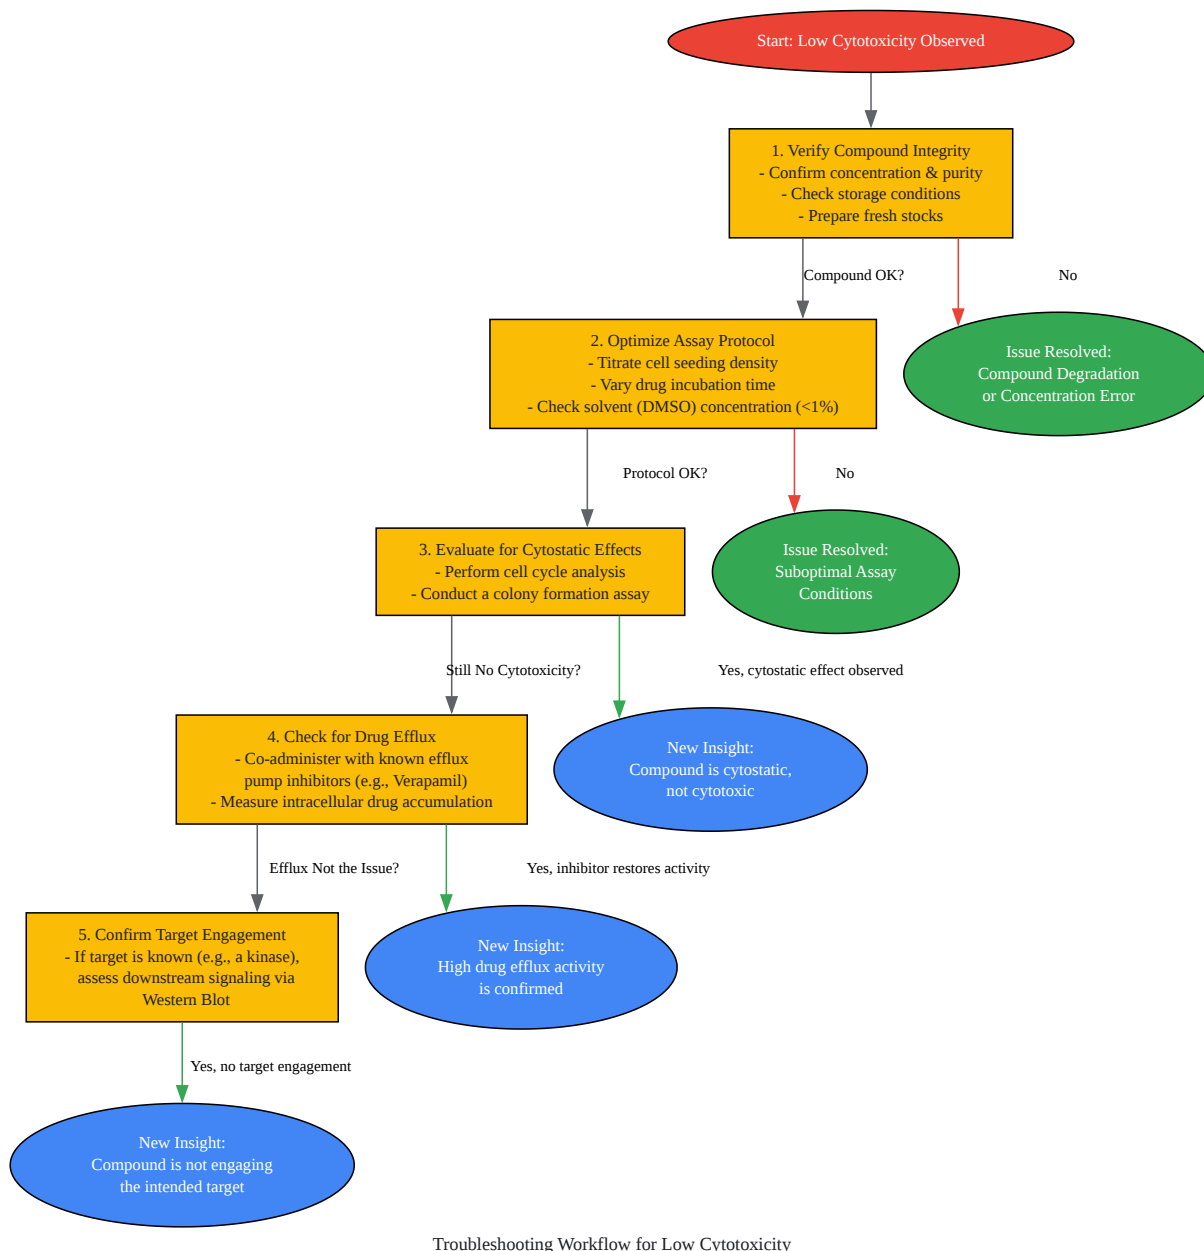 Start: Low Cytotoxicity Observed
1. Verify Compound Integrity
- Confirm concentration & purity
- Check storage conditions
- Prepare fresh stocks
Compound OK?
No
2. Optimize Assay Protocol
- Titrate cell seeding density
- Vary drug incubation time
- Check solvent (DMSO) concentration (<1%)
Issue Resolved:
Compound Degradation
or Concentration Error
Protocol OK?
No
3. Evaluate for Cytostatic Effects
- Perform cell cycle analysis
- Conduct a colony formation assay
Issue Resolved:
Suboptimal Assay
Conditions
Still No Cytotoxicity?
Yes, cytostatic effect observed
4. Check for Drug Efflux
- Co-administer with known efflux
pump inhibitors (e.g., Verapamil)
- Measure intracellular drug accumulation
New Insight:
Compound is cytostatic,
not cytotoxic
Efflux Not the Issue?
Yes, inhibitor restores activity
5. Confirm Target Engagement
- If target is known (e.g., a kinase),
assess downstream signaling via
Western Blot
New Insight:
High drug efflux activity
is confirmed
Yes, no target engagement
New Insight:
Compound is not engaging
the intended target
Troubleshooting Workflow for Low Cytotoxicity